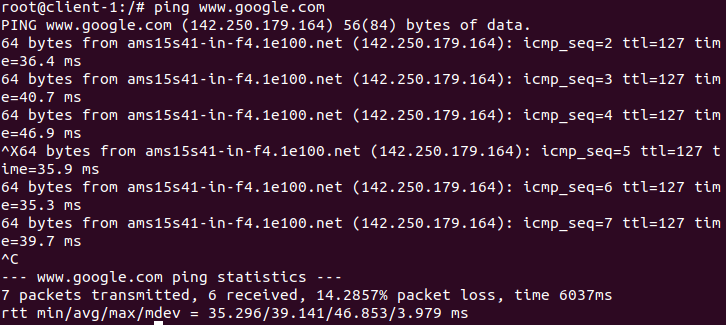 root@client-1:/# ping www.google.com
PING www.google.com (142.250.179.164) 56(84) bytes of data.
64 bytes from ams15s41-in-f4.1e100.net (142.250.179.164): icmp_seq=2 ttl=127 tim
e=36.4 ms
64 bytes from ams15s41-in-f4.1e100.net (142.250.179.164): icmp_seq=3 ttl=127 tim
e=40.7 ms
64 bytes from ams15s41-in-f4.1e100.net (142.250.179.164): icmp_seq=4 ttl=127 tim
e=46.9 ms
^X64 bytes from ams15s41-in-f4.1e100.net (142.250.179.164): icmp_seq=5 ttl=127 t
ime=35.9 ms
64 bytes from ams15s41-in-f4.1e100.net (142.250.179.164): icmp_seq=6 ttl=127 tim
e=35.3 ms
64 bytes from ams15s41-in-f4.1e100.net (142.250.179.164): icmp_seq=7 ttl=127 tim
e=39.7 ms
^C
--- www.google.com ping statistics ---
7 packets transmitted, 6 received, 14.2857% packet loss, time 6037ms
rtt min/avg/max/mdev = 35.296/39.141/46.853/3.979 ms